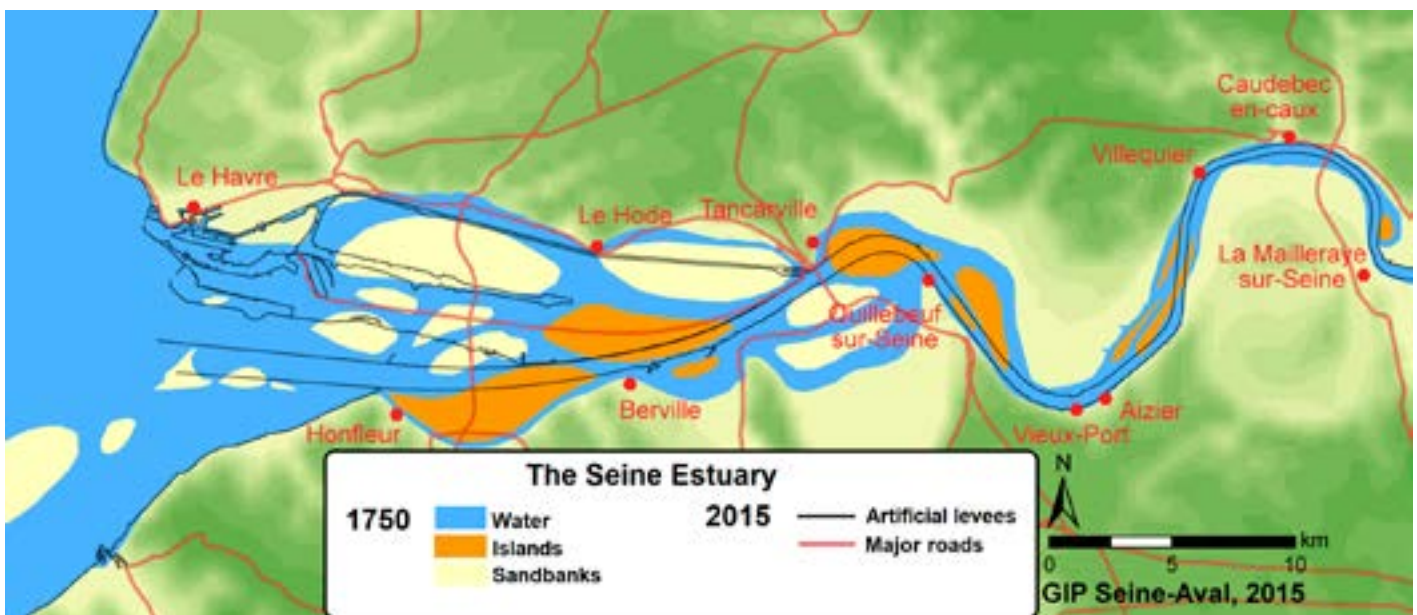 Caudebec
en-caux
Villequier
Le Havre
Le Hode
Tancarville
La Mailleraye
sur-Seine
Quillebeuf
sur-Seine
Berville
Aizier
Honfleur
Vieux-Port
The Seine Estuary
1750
Water
Islands
Sandbanks
2015
Artificial levees
Major roads
N
km
0 5 10
GIP Seine-Aval, 2015